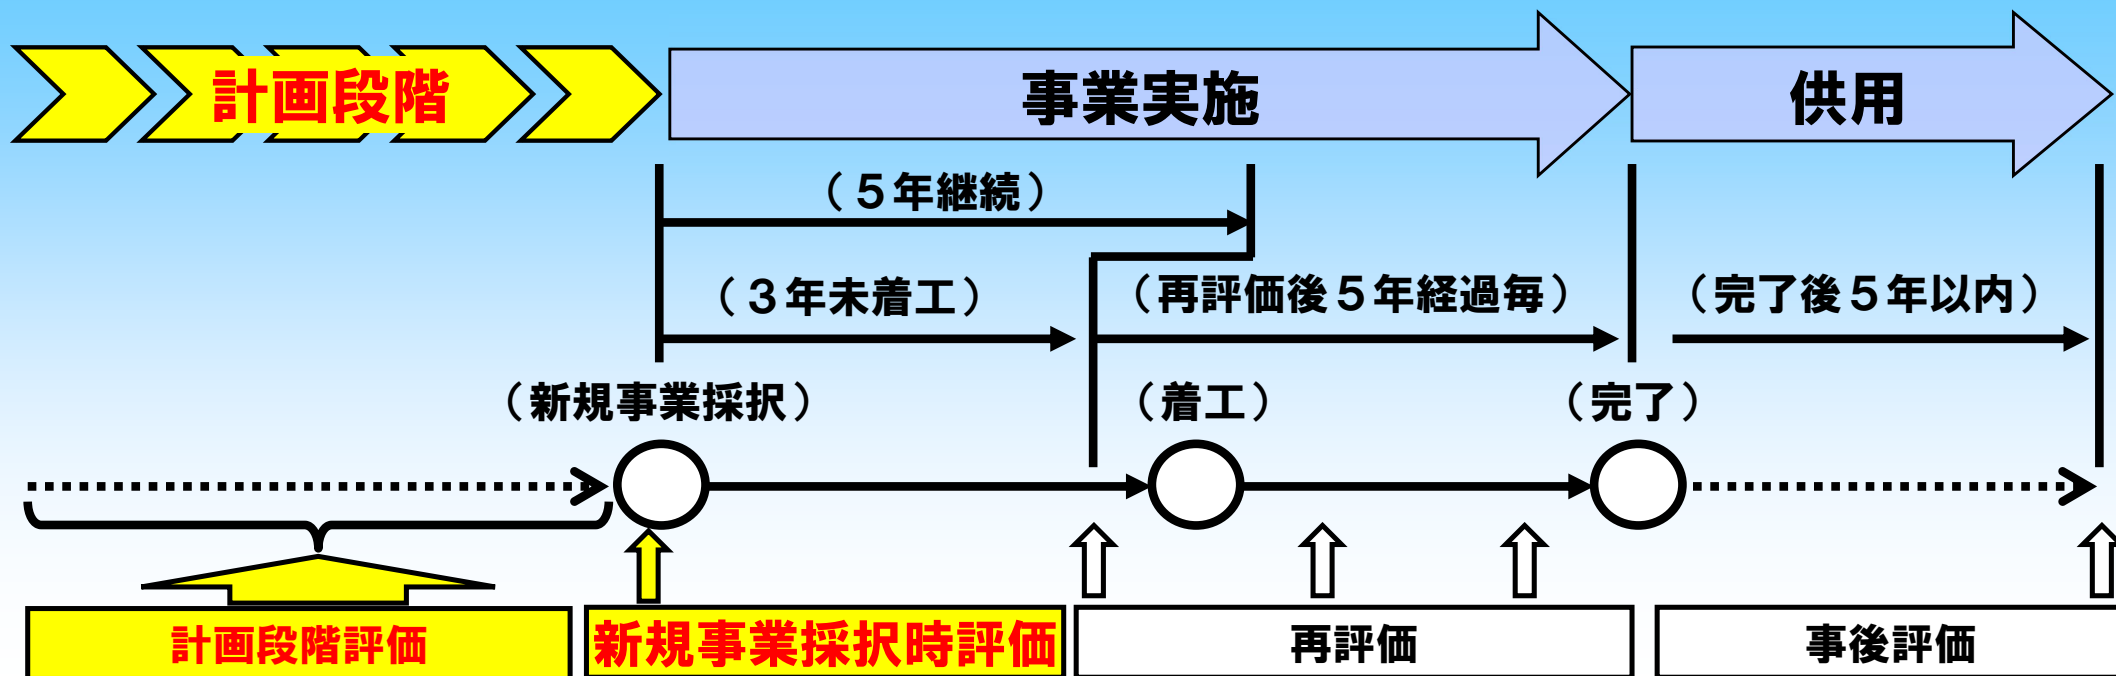 計画段階
事業実施
供用
（５年継続）
（３年未着工）
（再評価後５年経過毎）
（完了後５年以内）
（新規事業採択）
（着工）
（完了）
計画段階評価
新規事業採択時評価
再評価
事後評価